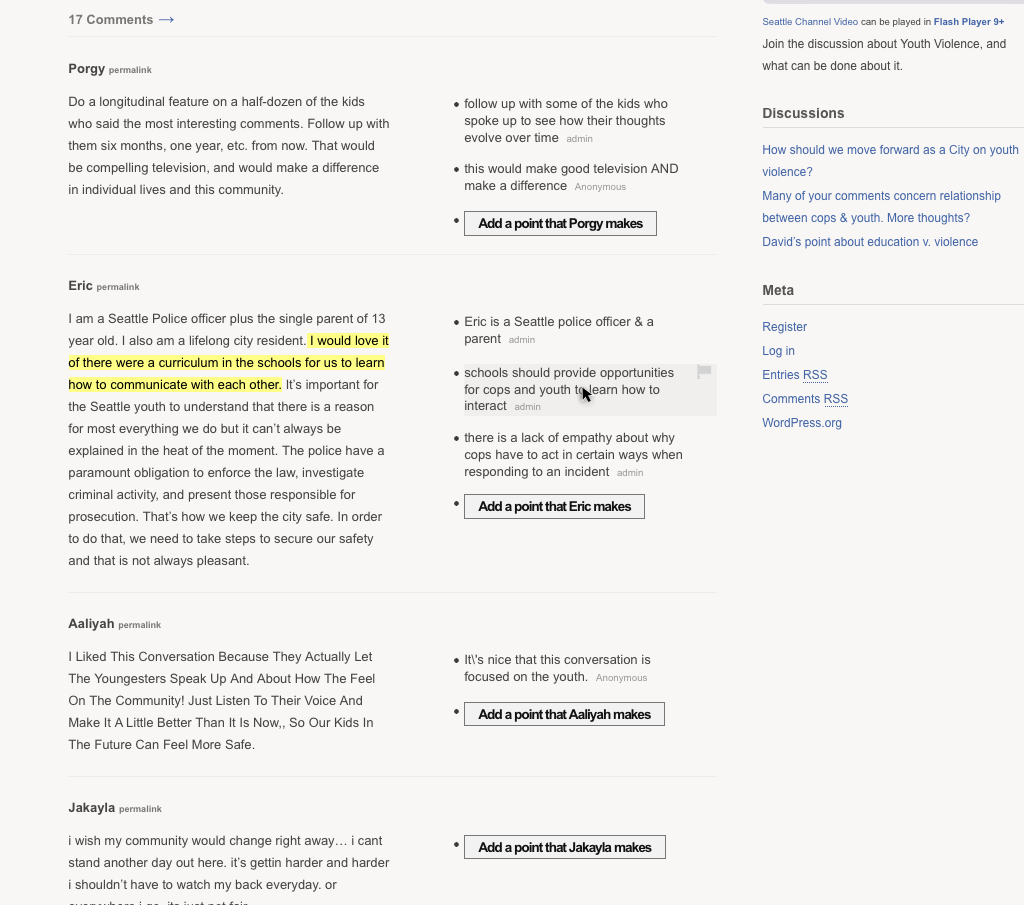 17 Comments →
Porgy permalink
Do a longitudinal feature on a half-dozen of the kids
who said the most interesting comments. Follow up with
them six months, one year, etc. from now. That would
be compelling television, and would make a difference
in individual lives and this community.
• follow up with some of the kids who
spoke up to see how their thoughts
evolve over time admin
• this would make good television AND
make a difference Anonymous
• Add a point that Porgy makes
Eric permalink
I am a Seattle Police officer plus the single parent of 13
year old. I also am a lifelong city resident. I would love it
of there were a curriculum in the schools for us to learn
how to communicate with each other. It’s important for
the Seattle youth to understand that there is a reason
for most everything we do but it can’t always be
explained in the heat of the moment. The police have a
paramount obligation to enforce the law, investigate
criminal activity, and present those responsible for
prosecution. That’s how we keep the city safe. In order
to do that, we need to take steps to secure our safety
and that is not always pleasant.
• Eric is a Seattle police officer & a
parent admin
• schools should provide opportunities
for cops and youth to learn how to
interact admin
• there is a lack of empathy about why
cops have to act in certain ways when
responding to an incident admin
• Add a point that Eric makes
Aaliyah permalink
I Liked This Conversation Because They Actually Let
The Youngesters Speak Up And About How The Feel
On The Community! Just Listen To Their Voice And
Make It A Little Better Than It Is Now,, So Our Kids In
The Future Can Feel More Safe.
• It\'s nice that this conversation is
focused on the youth. Anonymous
• Add a point that Aaliyah makes
Jakayla permalink
i wish my community would change right away… i cant
stand another day out here. it’s gettin harder and harder
i shouldn’t have to watch my back everyday. or
everywhere i go. its just not fair
• Add a point that Jakayla makes
Seattle Channel Video can be played in Flash Player 9+
Join the discussion about Youth Violence, and
what can be done about it.
Discussions
How should we move forward as a City on youth
violence?
Many of your comments concern relationship
between cops & youth. More thoughts?
David’s point about education v. violence
Meta
Register
Log in
Entries RSS
Comments RSS
WordPress.org